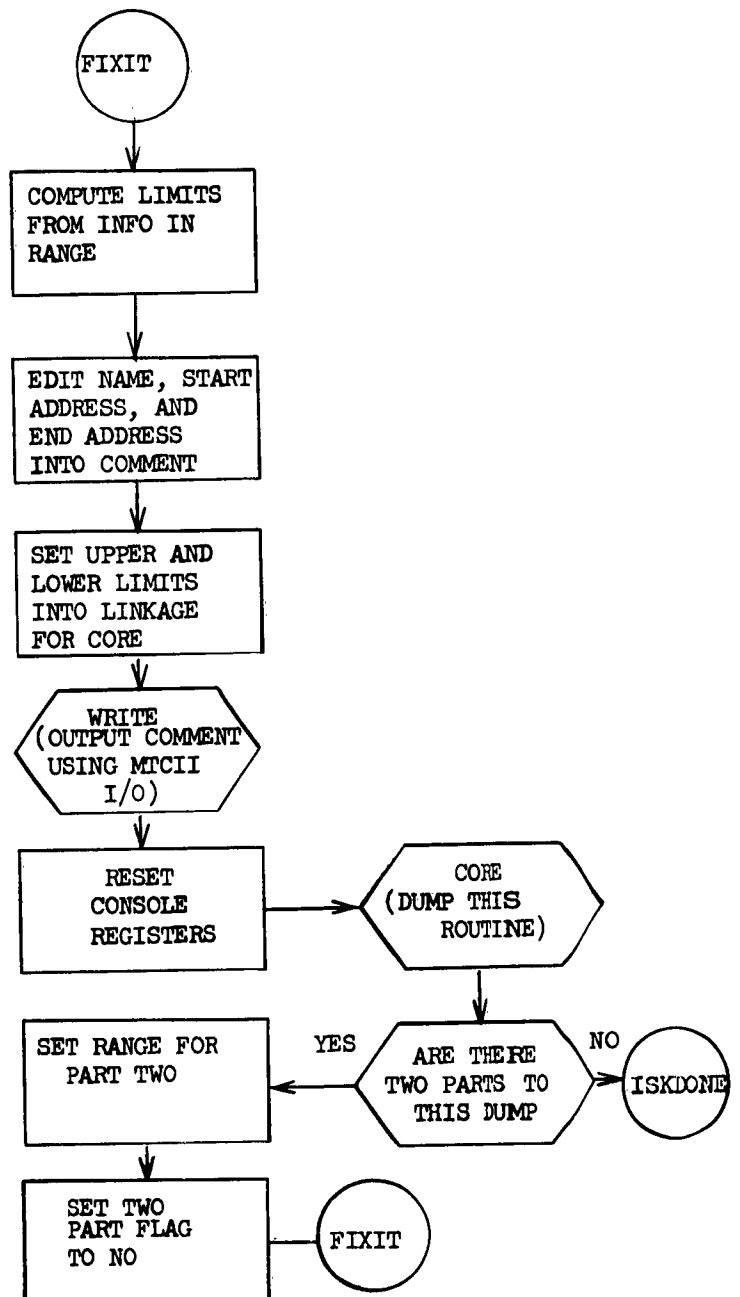 FIXIT
COMPUTE LIMITS
FROM INFO IN
RANGE
EDIT NAME, START
ADDRESS, AND
END ADDRESS
INTO COMMENT
SET UPPER AND
LOWER LIMITS
INTO LINKAGE
FOR CORE
WRITE
(OUTPUT COMMENT
USING MTCII
I/O)
RESET
CONSOLE
REGISTERS
CORE
(DUMP THIS
ROUTINE)
ARE THERE
TWO PARTS TO
THIS DUMP
YES
NO
ISKDONE
SET RANGE FOR
PART TWO
SET TWO
PART FLAG
TO NO
FIXIT